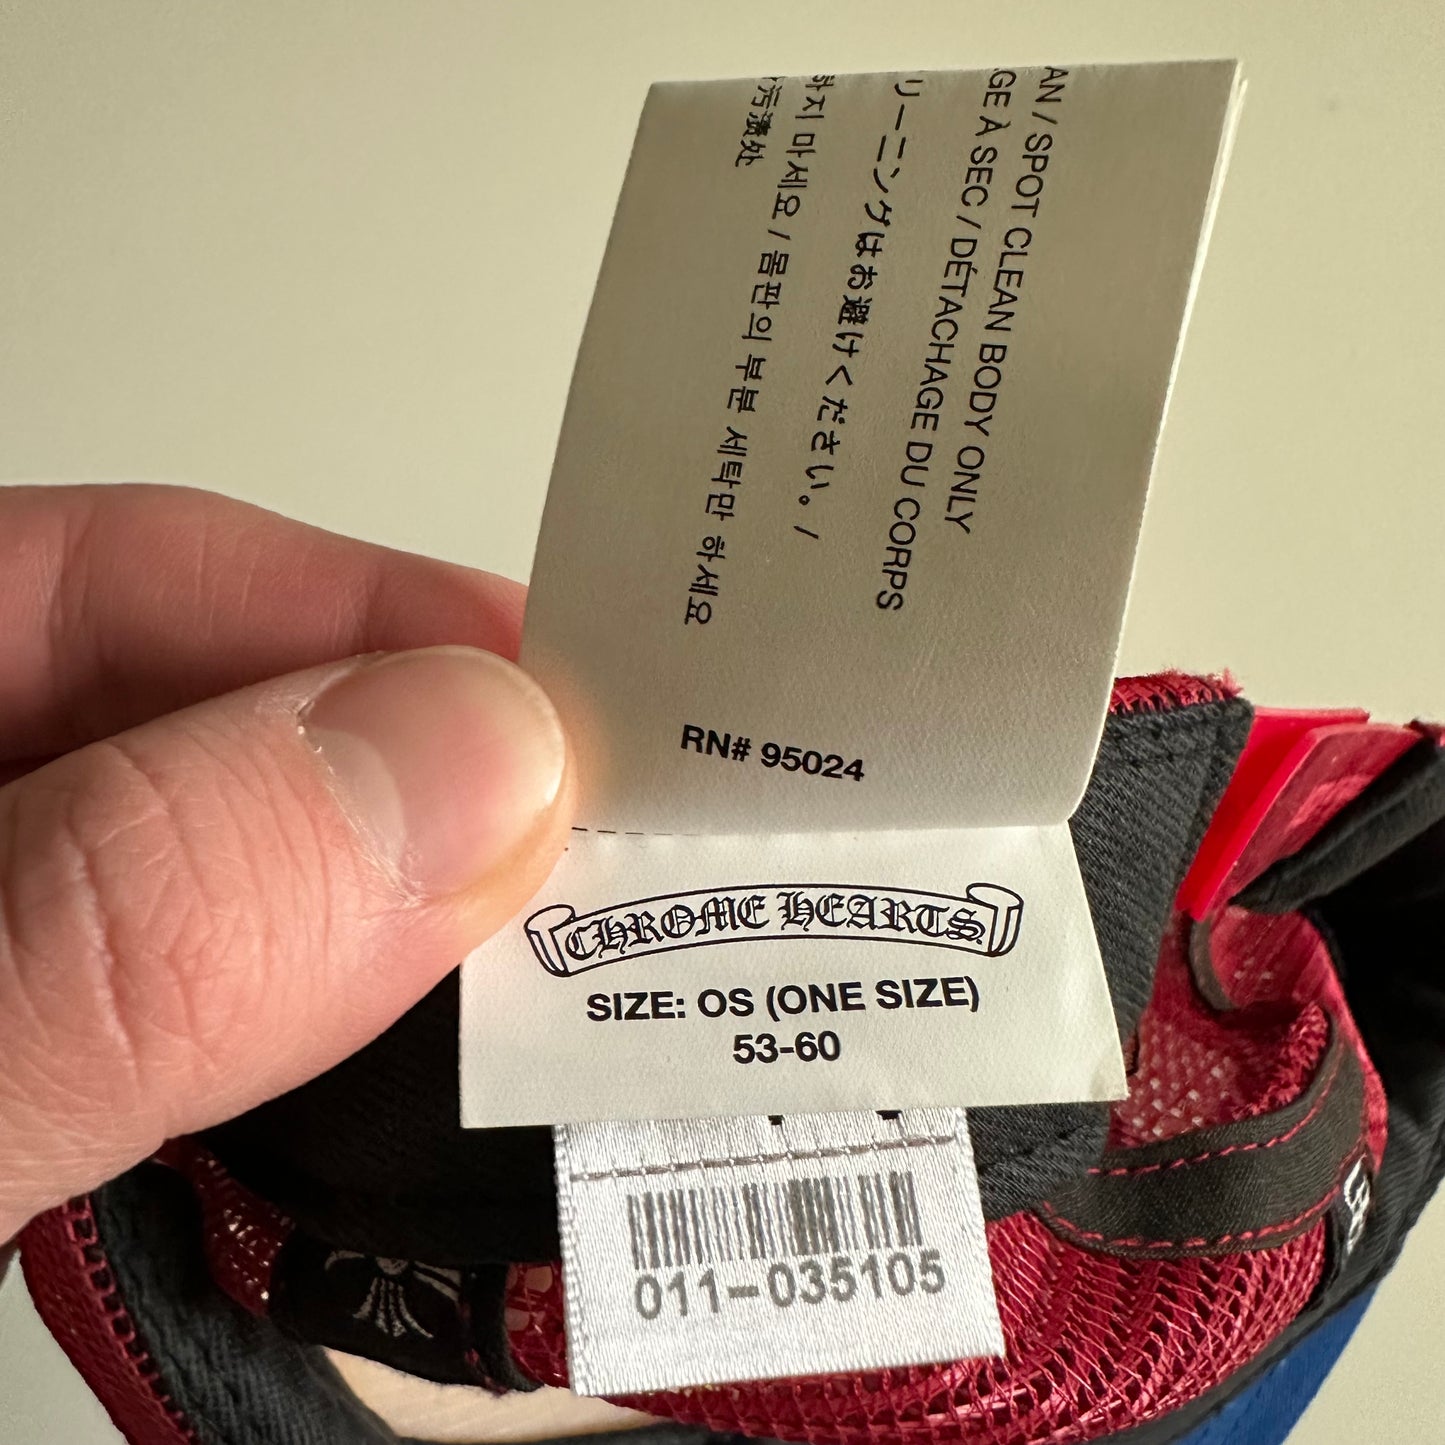 AN / SPOT CLEAN BODY ONLY
GE À SEC / DÉTACHAGE DU CORPS
リーニングはお避けください。/
하지 마세요 / 몸판의 부분 세탁만 하세요
污渍处
RN# 95024
CHROME HEARTS
SIZE: OS (ONE SIZE)
53-60
011-035105